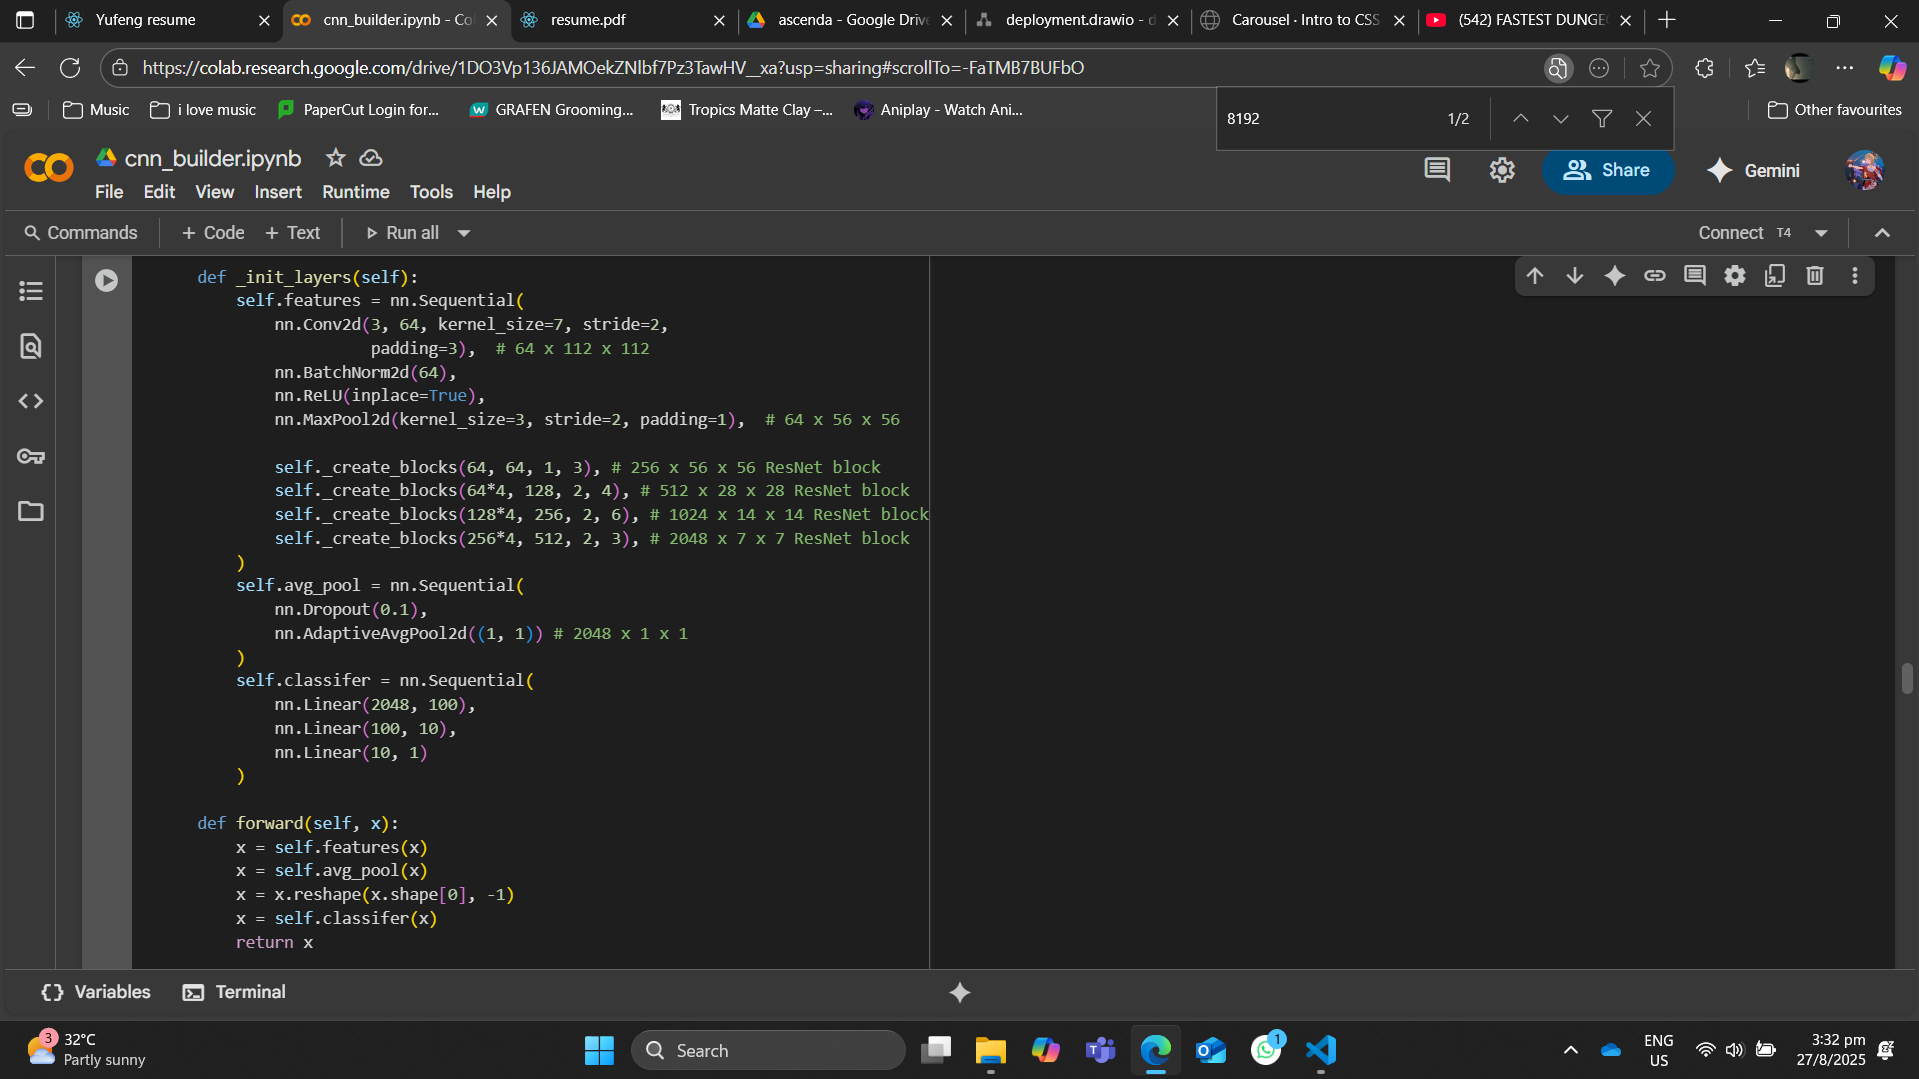 Yufeng resume
cnn_builder.ipynb - Co
resume.pdf
ascenda - Google Drive
deployment.drawio - d
Carousel · Intro to CSS
(542) FASTEST DUNGE
https://colab.research.google.com/drive/1DO3Vp136JAMOekZNlbf7Pz3TawHV__xa?usp=sharing#scrollTo=-FaTMB7BUFbO
Music
i love music
PaperCut Login for...
GRAFEN Grooming...
Tropics Matte Clay –...
Aniplay - Watch Ani...
Other favourites
8192
1/2
cnn_builder.ipynb
File Edit View Insert Runtime Tools Help
Share
Gemini
Commands
+ Code + Text
Run all
Connect T4
def _init_layers(self):
self.features = nn.Sequential(
nn.Conv2d(3, 64, kernel_size=7, stride=2,
padding=3), # 64 x 112 x 112
nn.BatchNorm2d(64),
nn.ReLU(inplace=True),
nn.MaxPool2d(kernel_size=3, stride=2, padding=1), # 64 x 56 x 56
self._create_blocks(64, 64, 1, 3), # 256 x 56 x 56 ResNet block
self._create_blocks(64*4, 128, 2, 4), # 512 x 28 x 28 ResNet block
self._create_blocks(128*4, 256, 2, 6), # 1024 x 14 x 14 ResNet block
self._create_blocks(256*4, 512, 2, 3), # 2048 x 7 x 7 ResNet block
)
self.avg_pool = nn.Sequential(
nn.Dropout(0.1),
nn.AdaptiveAvgPool2d((1, 1)) # 2048 x 1 x 1
)
self.classifer = nn.Sequential(
nn.Linear(2048, 100),
nn.Linear(100, 10),
nn.Linear(10, 1)
)
def forward(self, x):
x = self.features(x)
x = self.avg_pool(x)
x = x.reshape(x.shape[0], -1)
x = self.classifer(x)
return x
Variables
Terminal
3
32°C
Partly sunny
Search
1
ENG
US
3:32 pm
27/8/2025